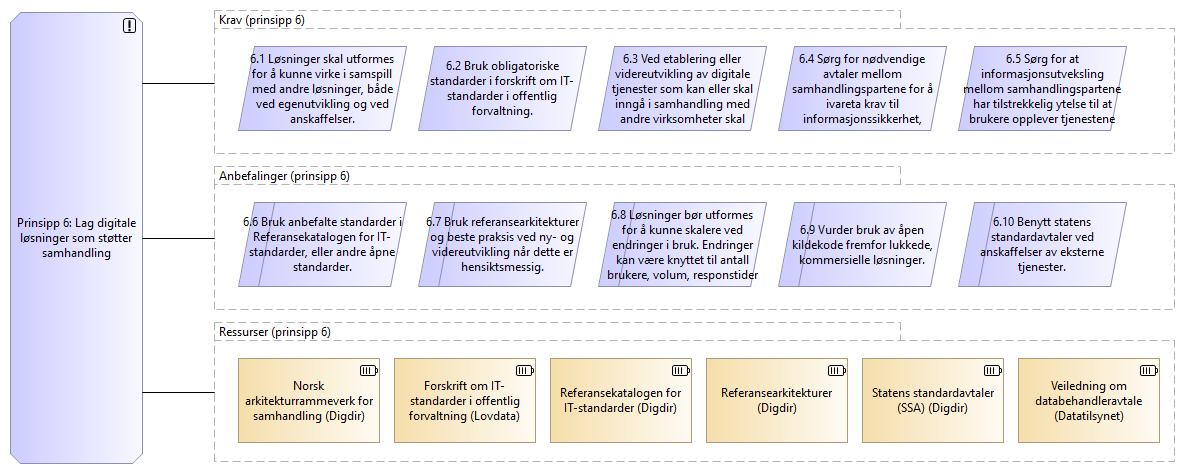 Prinsipp 6: Lag digitale
løsninger som støtter
samhandling
Krav (prinsipp 6)
6.1 Løsninger skal utformes
for å kunne virke i samspill
med andre løsninger, både
ved egenutvikling og ved
anskaffelser.
6.2 Bruk obligatoriske
standarder i forskrift om IT-
standarder i offentlig
forvaltning.
6.3 Ved etablering eller
videreutvikling av digitale
tjenester som kan eller skal
inngå i samhandling med
andre virksomheter skal
6.4 Sørg for nødvendige
avtaler mellom
samhandlingspartene for å
ivareta krav til
informasjonssikkerhet,
6.5 Sørg for at
informasjonsutveksling
mellom samhandlingspartene
har tilstrekkelig ytelse til at
brukere opplever tjenestene
Anbefalinger (prinsipp 6)
6.6 Bruk anbefalte standarder i
Referansekatalogen for IT-
standarder, eller andre åpne
standarder.
6.7 Bruk referansearkitekturer
og beste praksis ved ny- og
videreutvikling når dette er
hensiktsmessig.
6.8 Løsninger bør utformes
for å kunne skalere ved
endringer i bruk. Endringer
kan være knyttet til antall
brukere, volum, responstider
6.9 Vurder bruk av åpen
kildekode fremfor lukkede,
kommersielle løsninger.
6.10 Benytt statens
standardavtaler ved
anskaffelser av eksterne
tjenester.
Ressurser (prinsipp 6)
Norsk
arkitekturrammeverk for
samhandling (Digdir)
Forskrift om IT-
standarder i offentlig
forvaltning (Lovdata)
Referansekatalogen for
IT-standarder (Digdir)
Referansearkitekturer
(Digdir)
Statens standardavtaler
(SSA) (Digdir)
Veiledning om
databehandleravtale
(Datatilsynet)